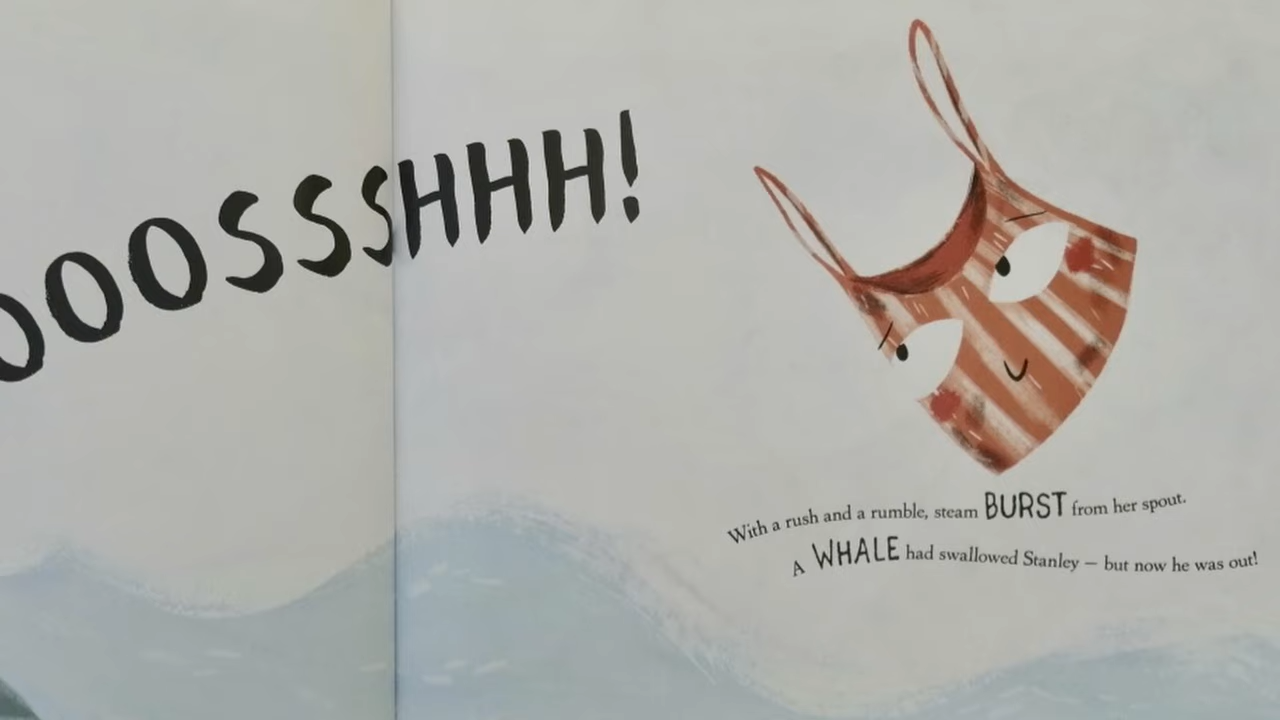 OOOSSSHHH!
With a rush and a rumble, steam BURST from her spout.
A WHALE had swallowed Stanley – but now he was out!